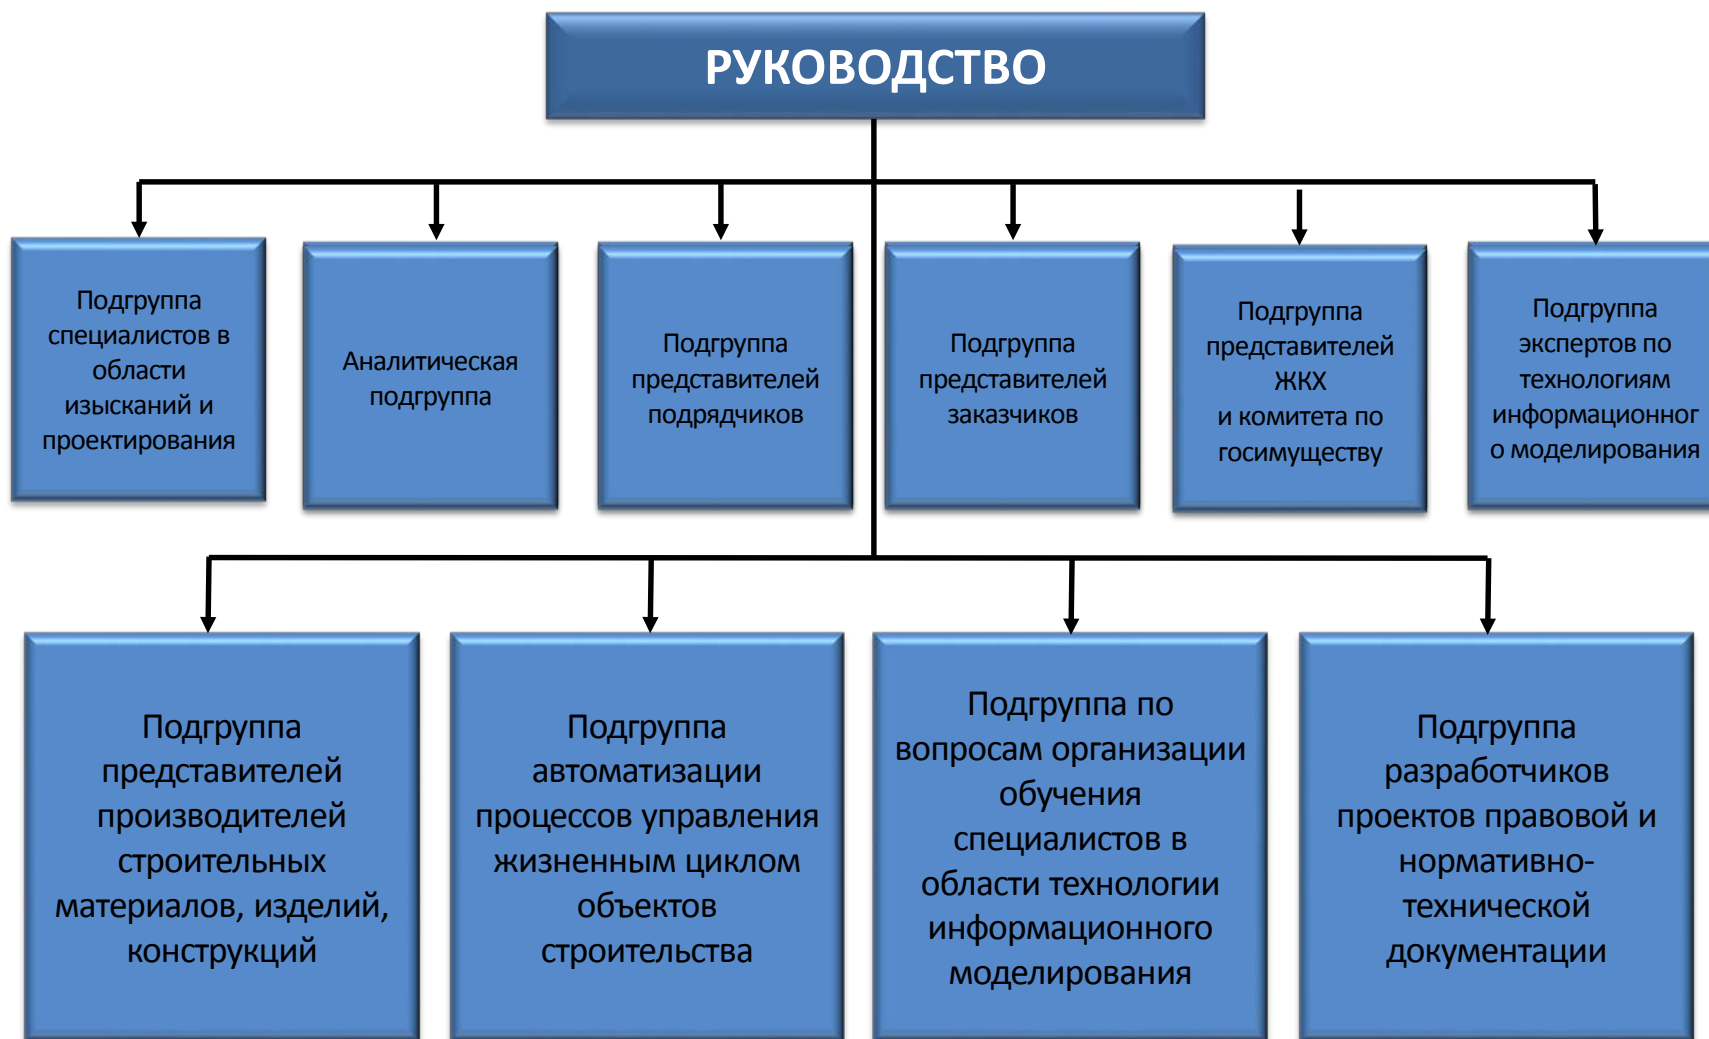 РУКОВОДСТВО
Подгруппа
специалистов в
области
изысканий и
проектирования
Аналитическая
подгруппа
Подгруппа
представителей
подрядчиков
Подгруппа
представителей
заказчиков
Подгруппа
представителей
ЖКХ
и комитета по
госимуществу
Подгруппа
экспертов по
технологиям
информационног
о моделирования
Подгруппа
представителей
производителей
строительных
материалов, изделий,
конструкций
Подгруппа
автоматизации
процессов управления
жизненным циклом
объектов
строительства
Подгруппа по
вопросам организации
обучения
специалистов в
области технологии
информационного
моделирования
Подгруппа
разработчиков
проектов правовой и
нормативно-
технической
документации